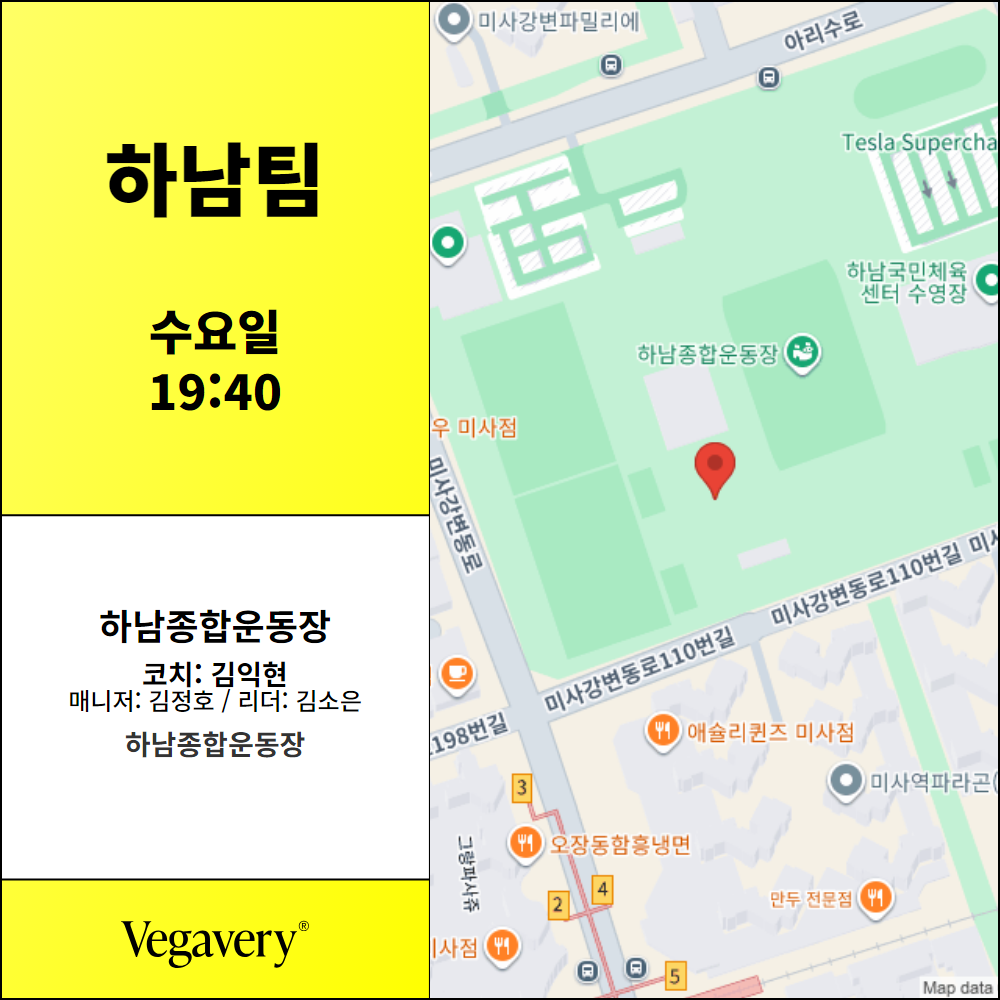 하남팀
수요일
19:40
하남종합운동장
코치: 김익현
매니저: 김정호 / 리더: 김소은
하남종합운동장
Vegavery®
미사강변파밀리에
아리수로
Tesla Supercha
하남국민체육
센터 수영장
하남종합운동장
우 미사점
미사강변동로
미사강변동로110번길
미사강변동로110번길
198번길
애슐리퀸즈 미사점
미사역파라곤(
3
오장동함흥냉면
그랑파사쥬
4
2
만두 전문점
미사점
5
Map data